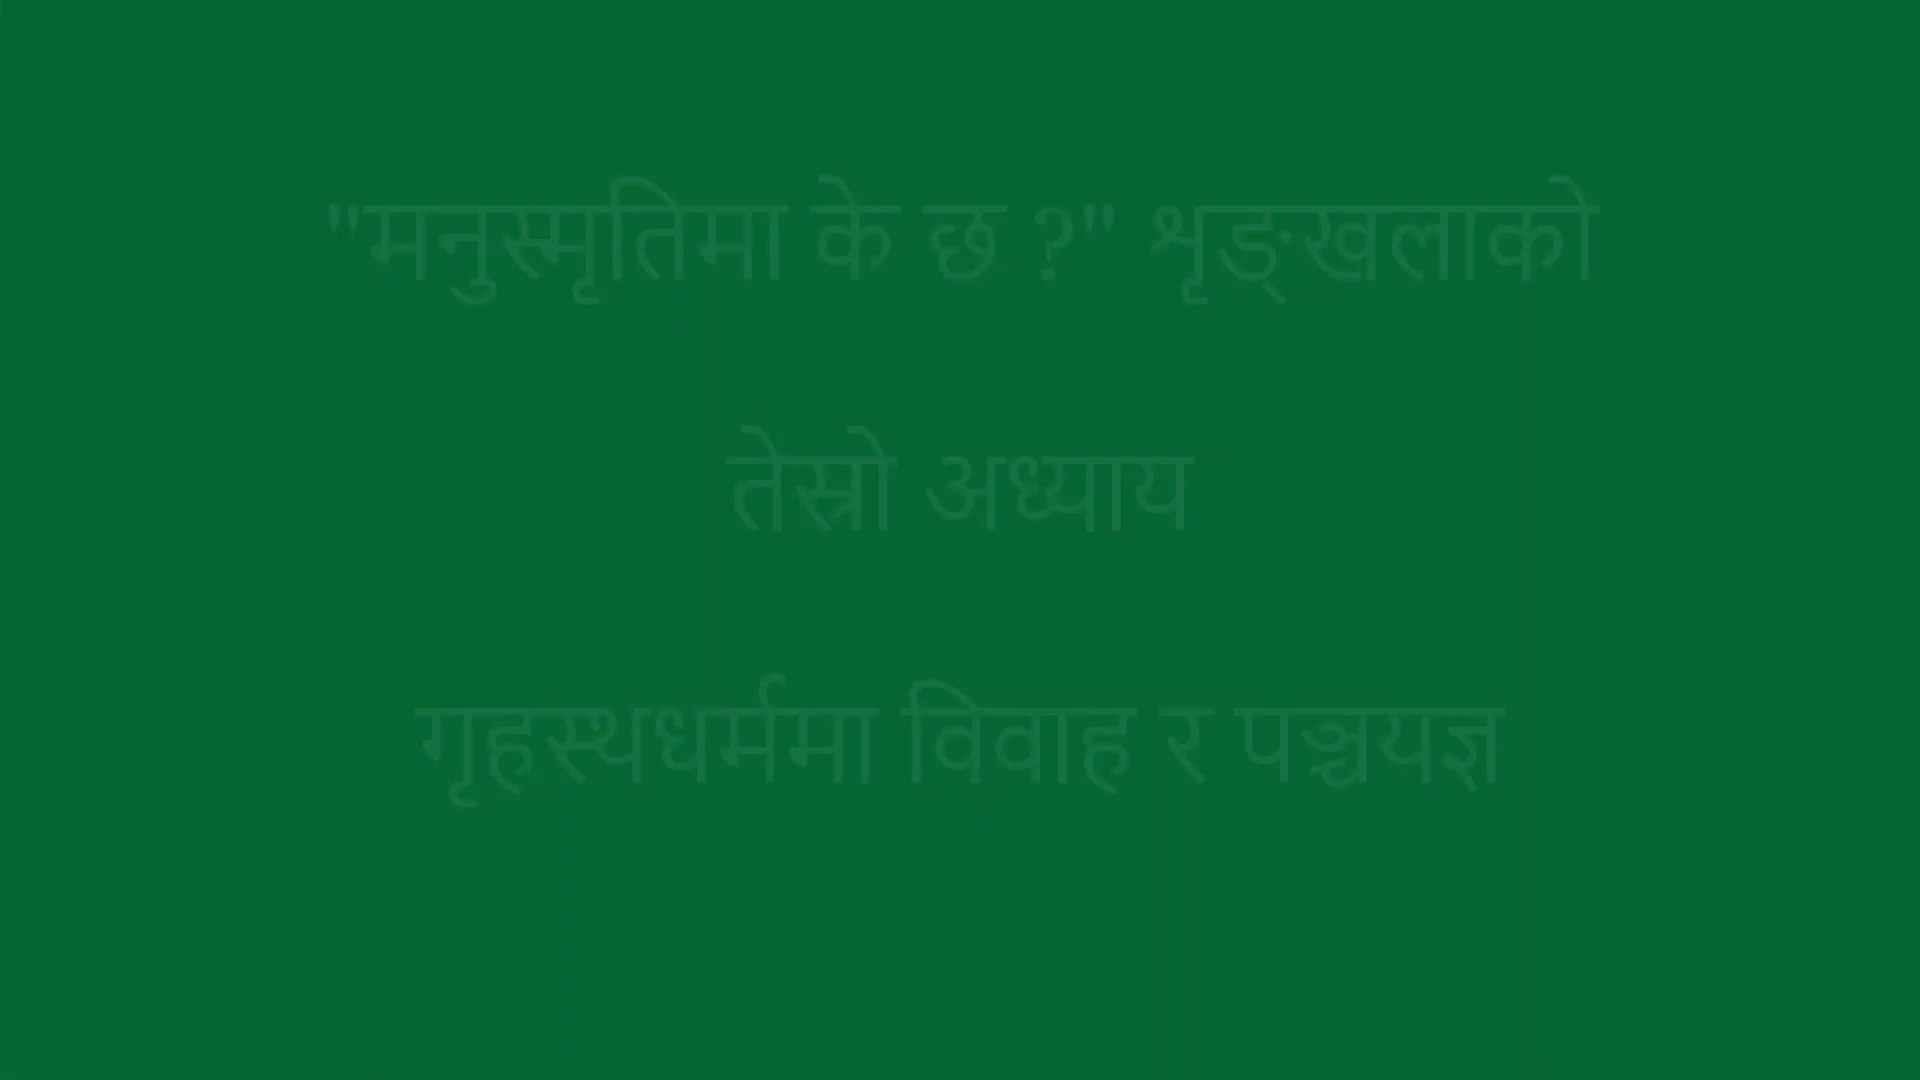 "मनुस्मृतिमा के छ ?" श‍ृङ्खलाको
तेस्रो अध्याय
गृहस्थधर्ममा विवाह र पञ्चयज्ञ